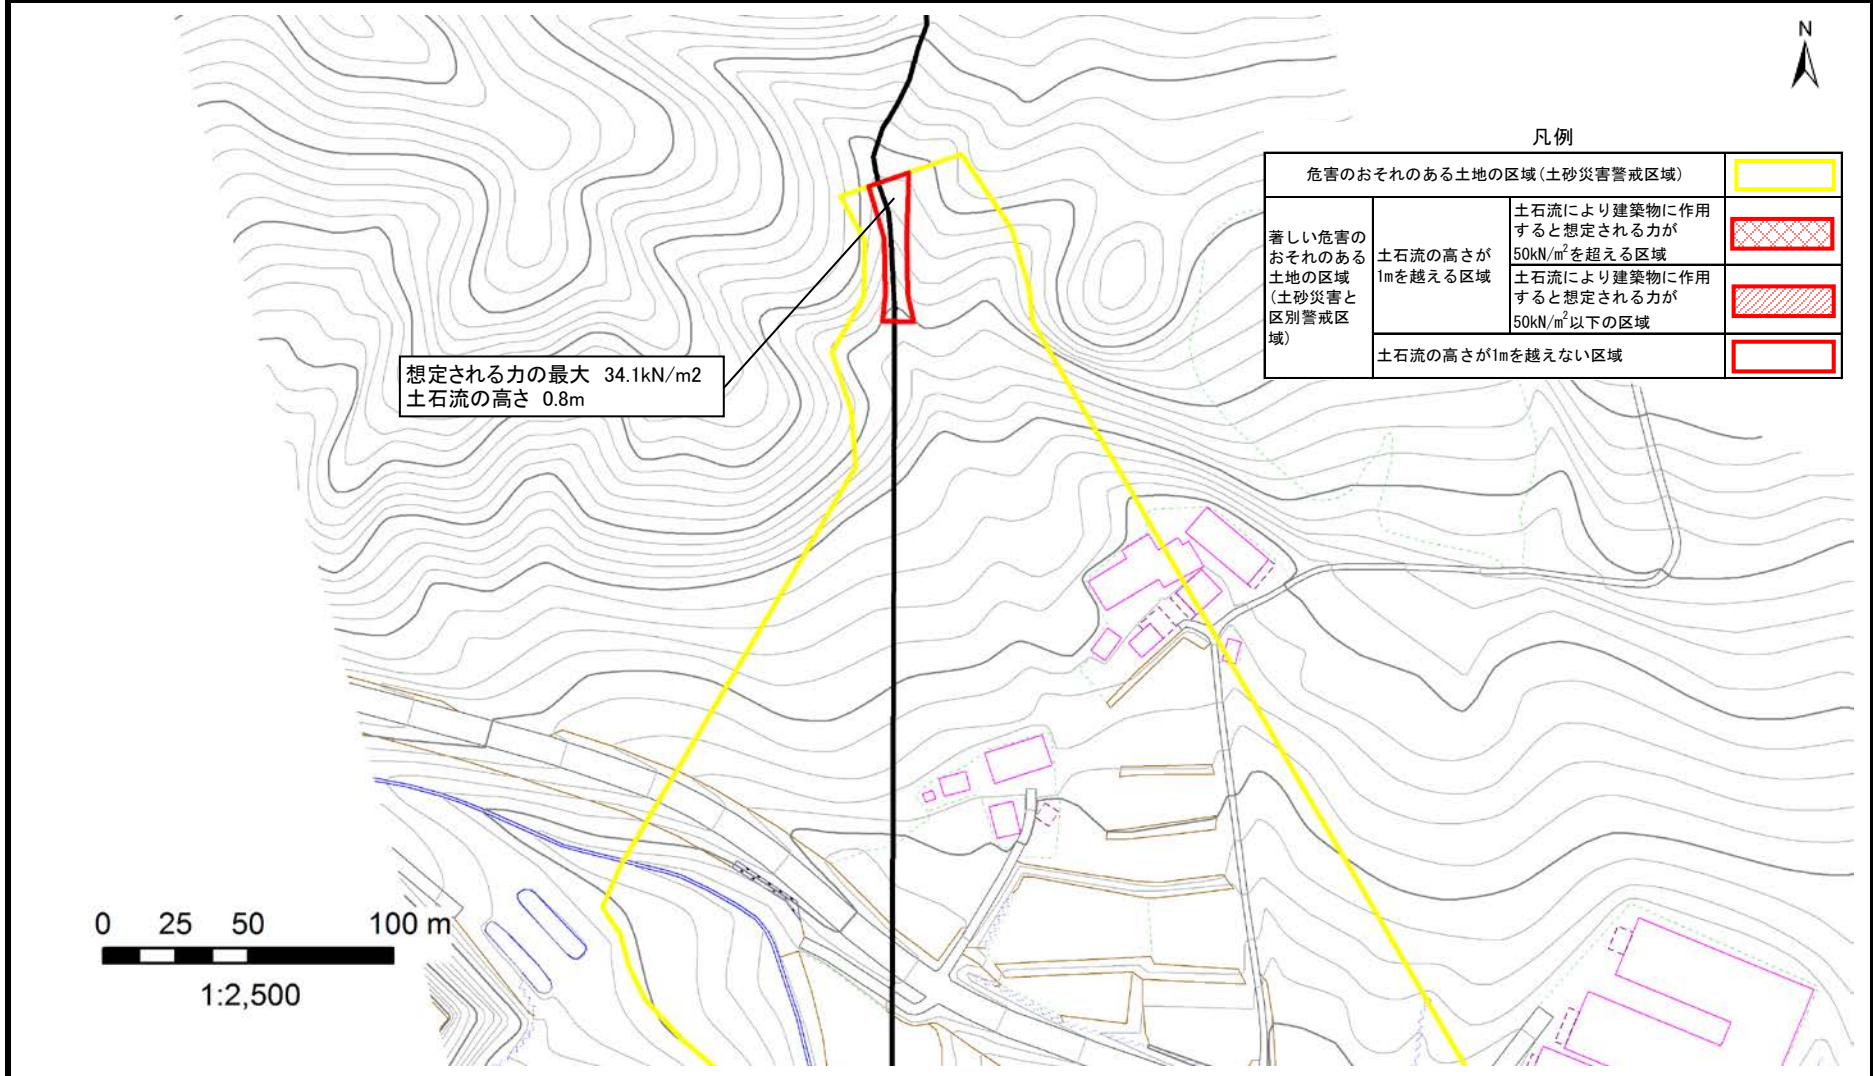 N
凡例
危害のおそれのある土地の区域(土砂災害警戒区域)
著しい危害の
おそれのある
土地の区域
(土砂災害と
区別警戒区
域)
土石流の高さが
1mを越える区域
土石流により建築物に作用
すると想定される力が
50kN/m²を超える区域
土石流により建築物に作用
すると想定される力が
50kN/m²以下の区域
土石流の高さが1mを越えない区域
想定される力の最大 34.1kN/m2
土石流の高さ 0.8m
0 25 50 100 m
1:2,500